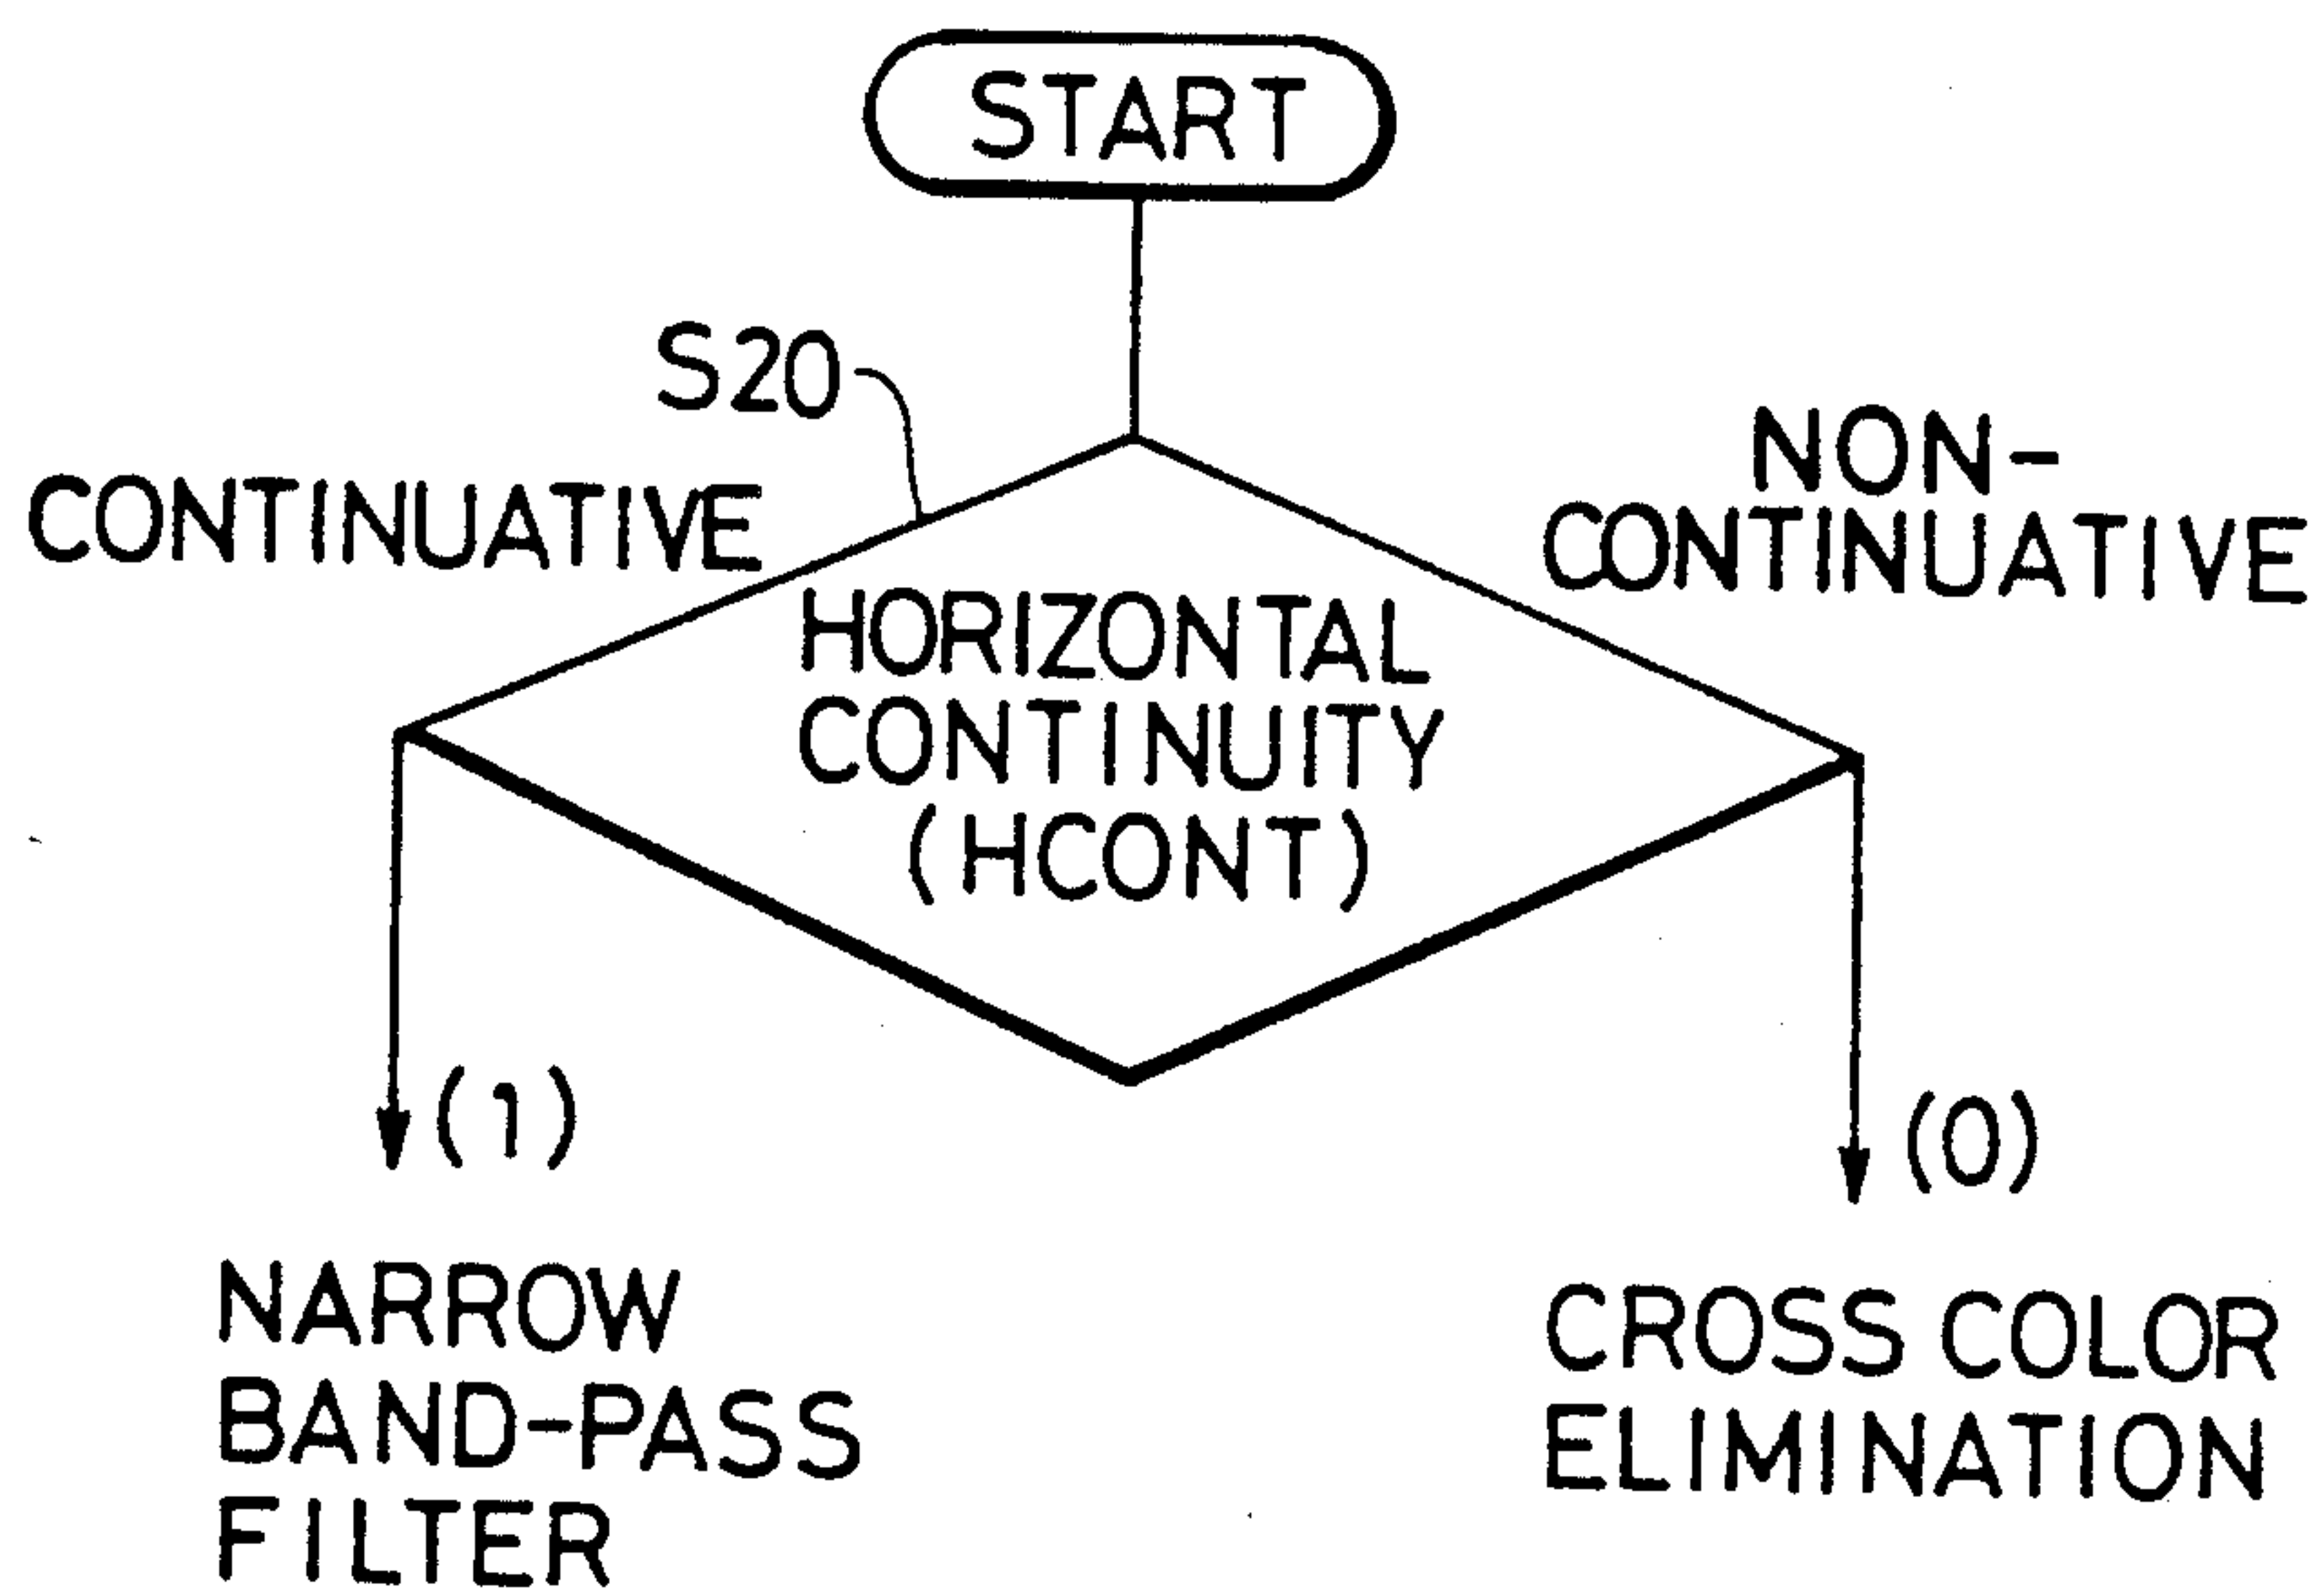 START
S20
CONTINUATIVE
NON-
CONTINUATIVE
HORIZONTAL
CONTINUITY
(HCONT)
(1)
(0)
NARROW
BAND-PASS
FILTER
CROSS COLOR
ELIMINATION